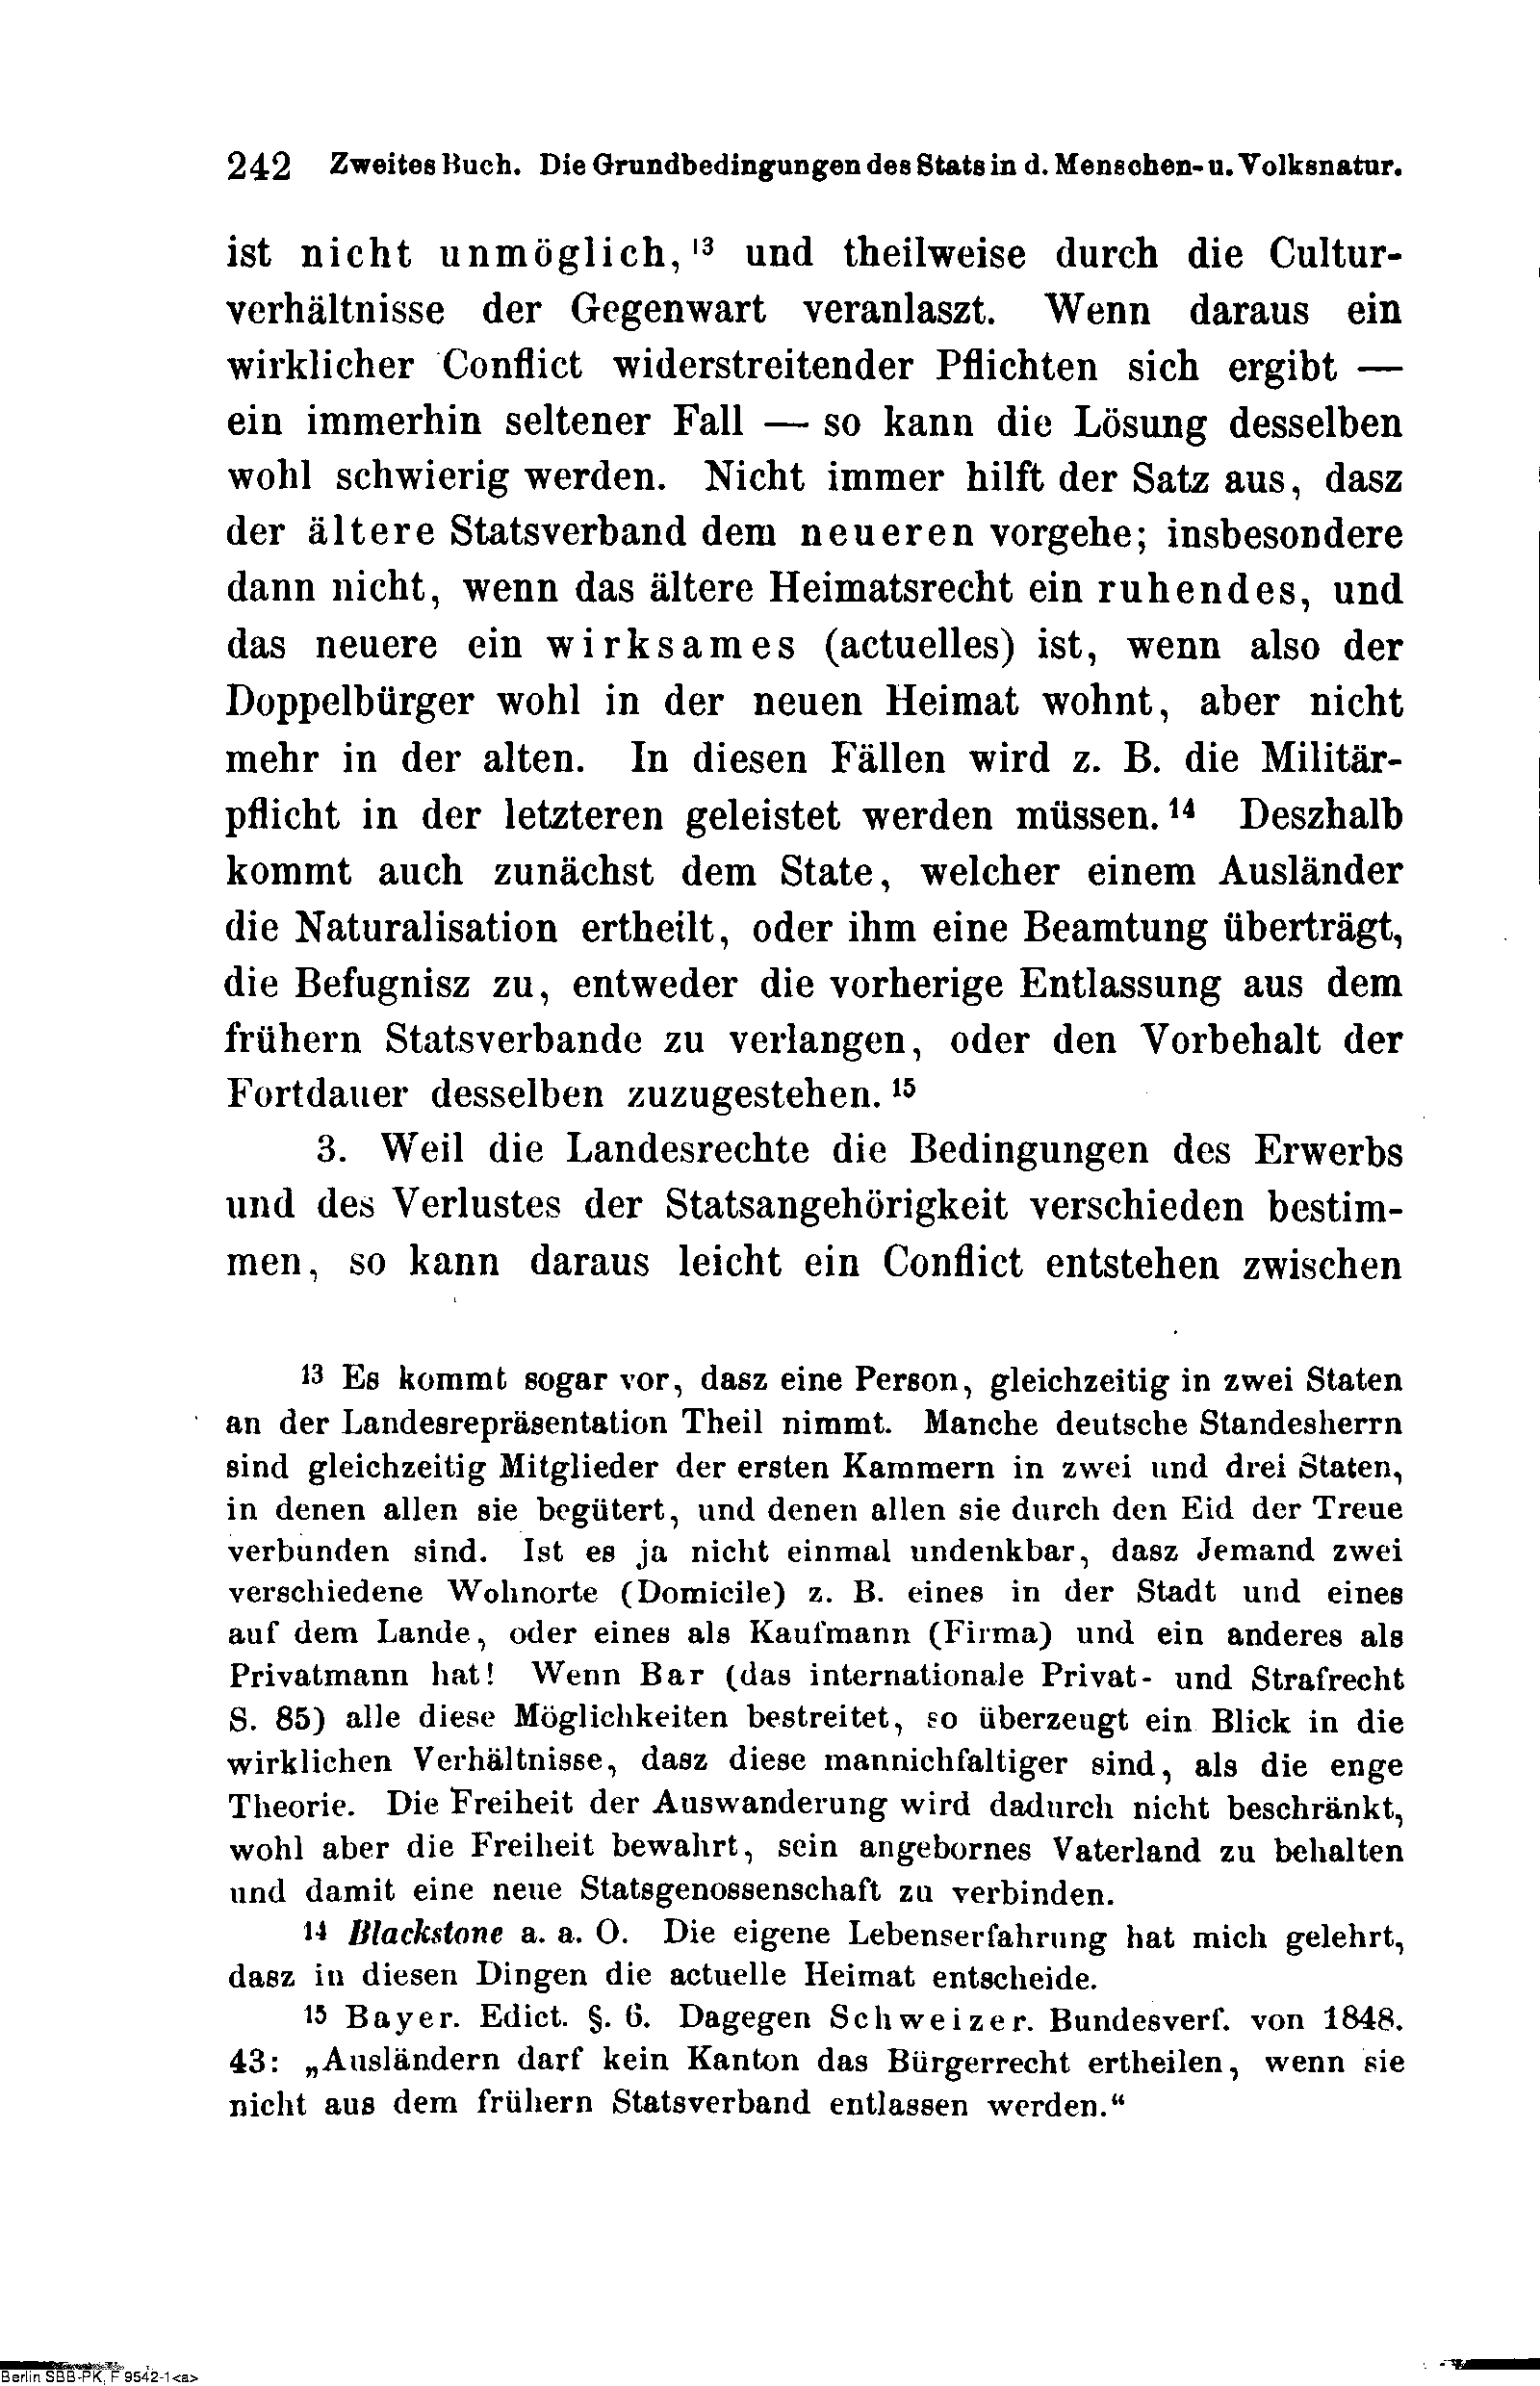 242 Zweites Buch. Die Grundbedingungen des Stats in d. Menschen- u. Volksnatur.
ist nicht unmöglich,¹³ und theilweise durch die Cultur-
verhältnisse der Gegenwart veranlaszt. Wenn daraus ein
wirklicher Conflict widerstreitender Pflichten sich ergibt —
ein immerhin seltener Fall — so kann die Lösung desselben
wohl schwierig werden. Nicht immer hilft der Satz aus, dasz
der ältere Statsverband dem neueren vorgehe; insbesondere
dann nicht, wenn das ältere Heimatsrecht ein ruhendes, und
das neuere ein wirksames (actuelles) ist, wenn also der
Doppelbürger wohl in der neuen Heimat wohnt, aber nicht
mehr in der alten. In diesen Fällen wird z. B. die Militär-
pflicht in der letzteren geleistet werden müssen.¹⁴ Deszhalb
kommt auch zunächst dem State, welcher einem Ausländer
die Naturalisation ertheilt, oder ihm eine Beamtung überträgt,
die Befugnisz zu, entweder die vorherige Entlassung aus dem
frühern Statsverbande zu verlangen, oder den Vorbehalt der
Fortdauer desselben zuzugestehen.¹⁵
3. Weil die Landesrechte die Bedingungen des Erwerbs
und des Verlustes der Statsangehörigkeit verschieden bestim-
men, so kann daraus leicht ein Conflict entstehen zwischen
¹³ Es kommt sogar vor, dasz eine Person, gleichzeitig in zwei Staten
an der Landesrepräsentation Theil nimmt. Manche deutsche Standesherrn
sind gleichzeitig Mitglieder der ersten Kammern in zwei und drei Staten,
in denen allen sie begütert, und denen allen sie durch den Eid der Treue
verbunden sind. Ist es ja nicht einmal undenkbar, dasz Jemand zwei
verschiedene Wohnorte (Domicile) z. B. eines in der Stadt und eines
auf dem Lande, oder eines als Kaufmann (Firma) und ein anderes als
Privatmann hat! Wenn Bar (das internationale Privat- und Strafrecht
S. 85) alle diese Möglichkeiten bestreitet, so überzeugt ein Blick in die
wirklichen Verhältnisse, dasz diese mannichfaltiger sind, als die enge
Theorie. Die Freiheit der Auswanderung wird dadurch nicht beschränkt,
wohl aber die Freiheit bewahrt, sein angebornes Vaterland zu behalten
und damit eine neue Statsgenossenschaft zu verbinden.
¹⁴ Blackstone a. a. O. Die eigene Lebenserfahrung hat mich gelehrt,
dasz in diesen Dingen die actuelle Heimat entscheide.
¹⁵ Bayer. Edict. §. 6. Dagegen Schweizer. Bundesverf. von 1848.
43: „Ausländern darf kein Kanton das Bürgerrecht ertheilen, wenn sie
nicht aus dem frühern Statsverband entlassen werden.“
Berlin SBB-PK, F 9542-1<a>